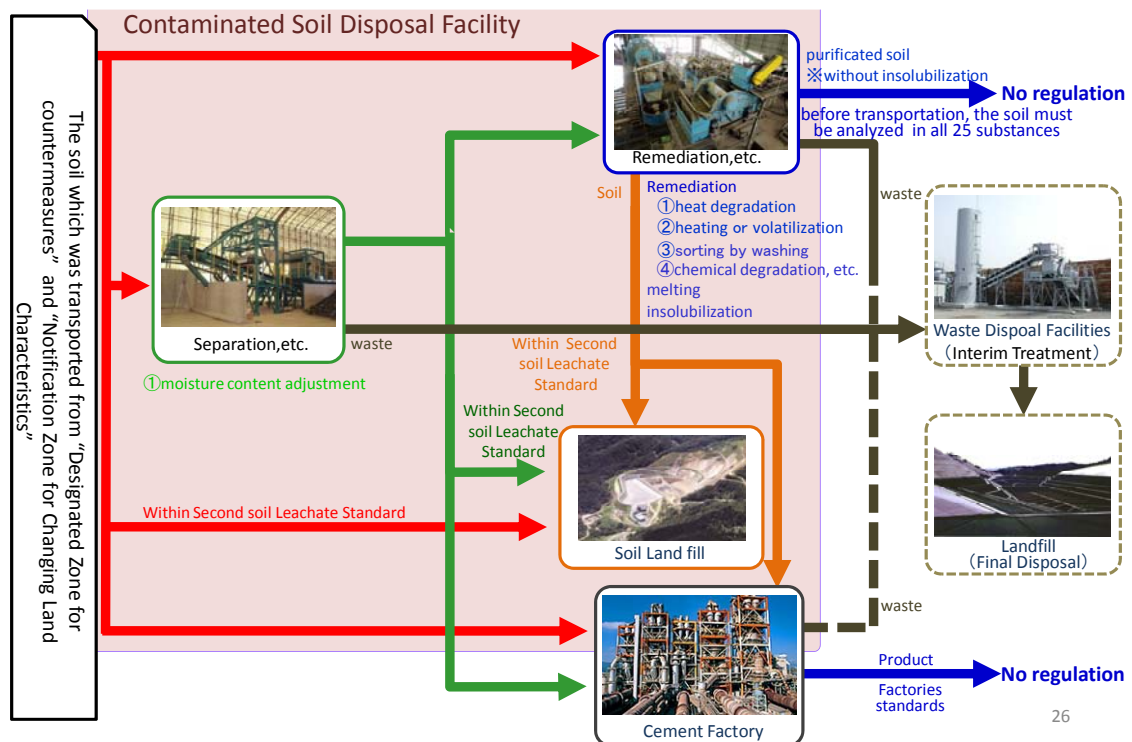 Contaminated Soil Disposal Facility
The soil which was transported from "Designated Zone for
countermeasures" and "Notification Zone for Changing Land
Characteristics"
purificated soil
※without insolubilization
No regulation
before transportation, the soil must
be analyzed in all 25 substances
Remediation,etc.
Soil
Remediation
①heat degradation
②heating or volatilization
③sorting by washing
④chemical degradation, etc.
melting
insolubilization
waste
Separation,etc.
waste
①moisture content adjustment
Waste Dispoal Facilities
（Interim Treatment）
Within Second
soil Leachate
Standard
Within Second
soil Leachate
Standard
Within Second soil Leachate Standard
Soil Land fill
Landfill
（Final Disposal）
waste
Cement Factory
Product
Factories
standards
No regulation
26